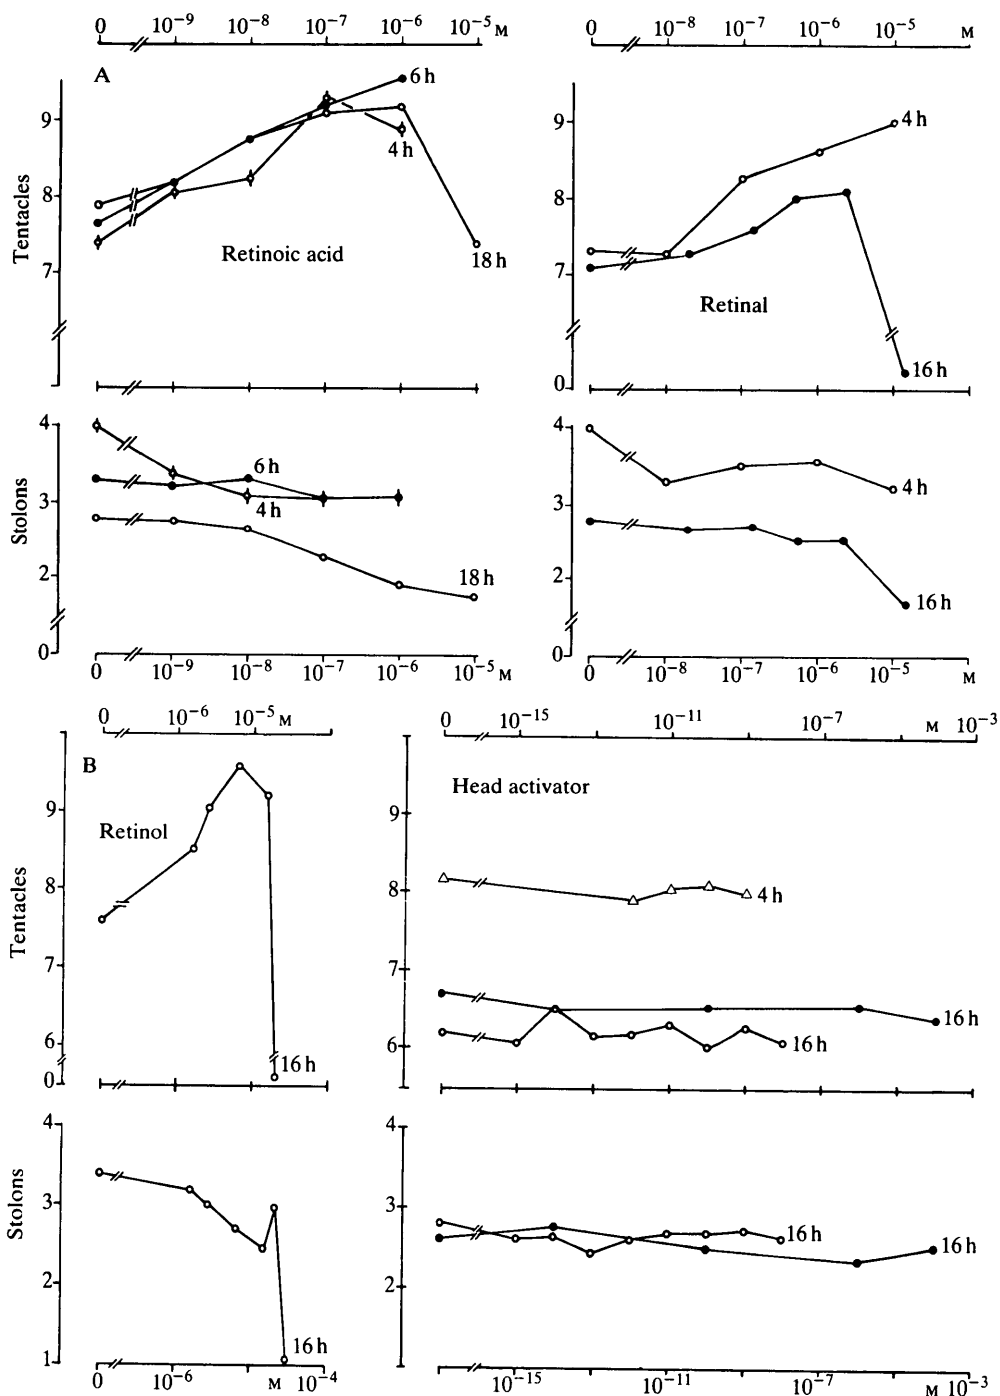 0 10⁻⁹ 10⁻⁸ 10⁻⁷ 10⁻⁶ 10⁻⁵ M
0 10⁻⁸ 10⁻⁷ 10⁻⁶ 10⁻⁵ M
A
Tentacles
9
8
7
6 h
4 h
18 h
Retinoic acid
9
8
7
0
4 h
16 h
Retinal
Stolons
4
3
2
0
6 h
4 h
18 h
4
3
2
0
4 h
16 h
0 10⁻⁹ 10⁻⁸ 10⁻⁷ 10⁻⁶ 10⁻⁵ M
0 10⁻⁸ 10⁻⁷ 10⁻⁶ 10⁻⁵ M
0 10⁻⁶ 10⁻⁵ M
0 10⁻¹⁵ 10⁻¹¹ 10⁻⁷ M 10⁻³
B
Tentacles
9
8
7
6
0
Retinol
16 h
Head activator
9
8
7
6
4 h
16 h
16 h
Stolons
4
3
2
1
16 h
4
3
2
16 h
16 h
0 10⁻⁶ M 10⁻⁴
10⁻¹⁵ 10⁻¹¹ 10⁻⁷ M 10⁻³